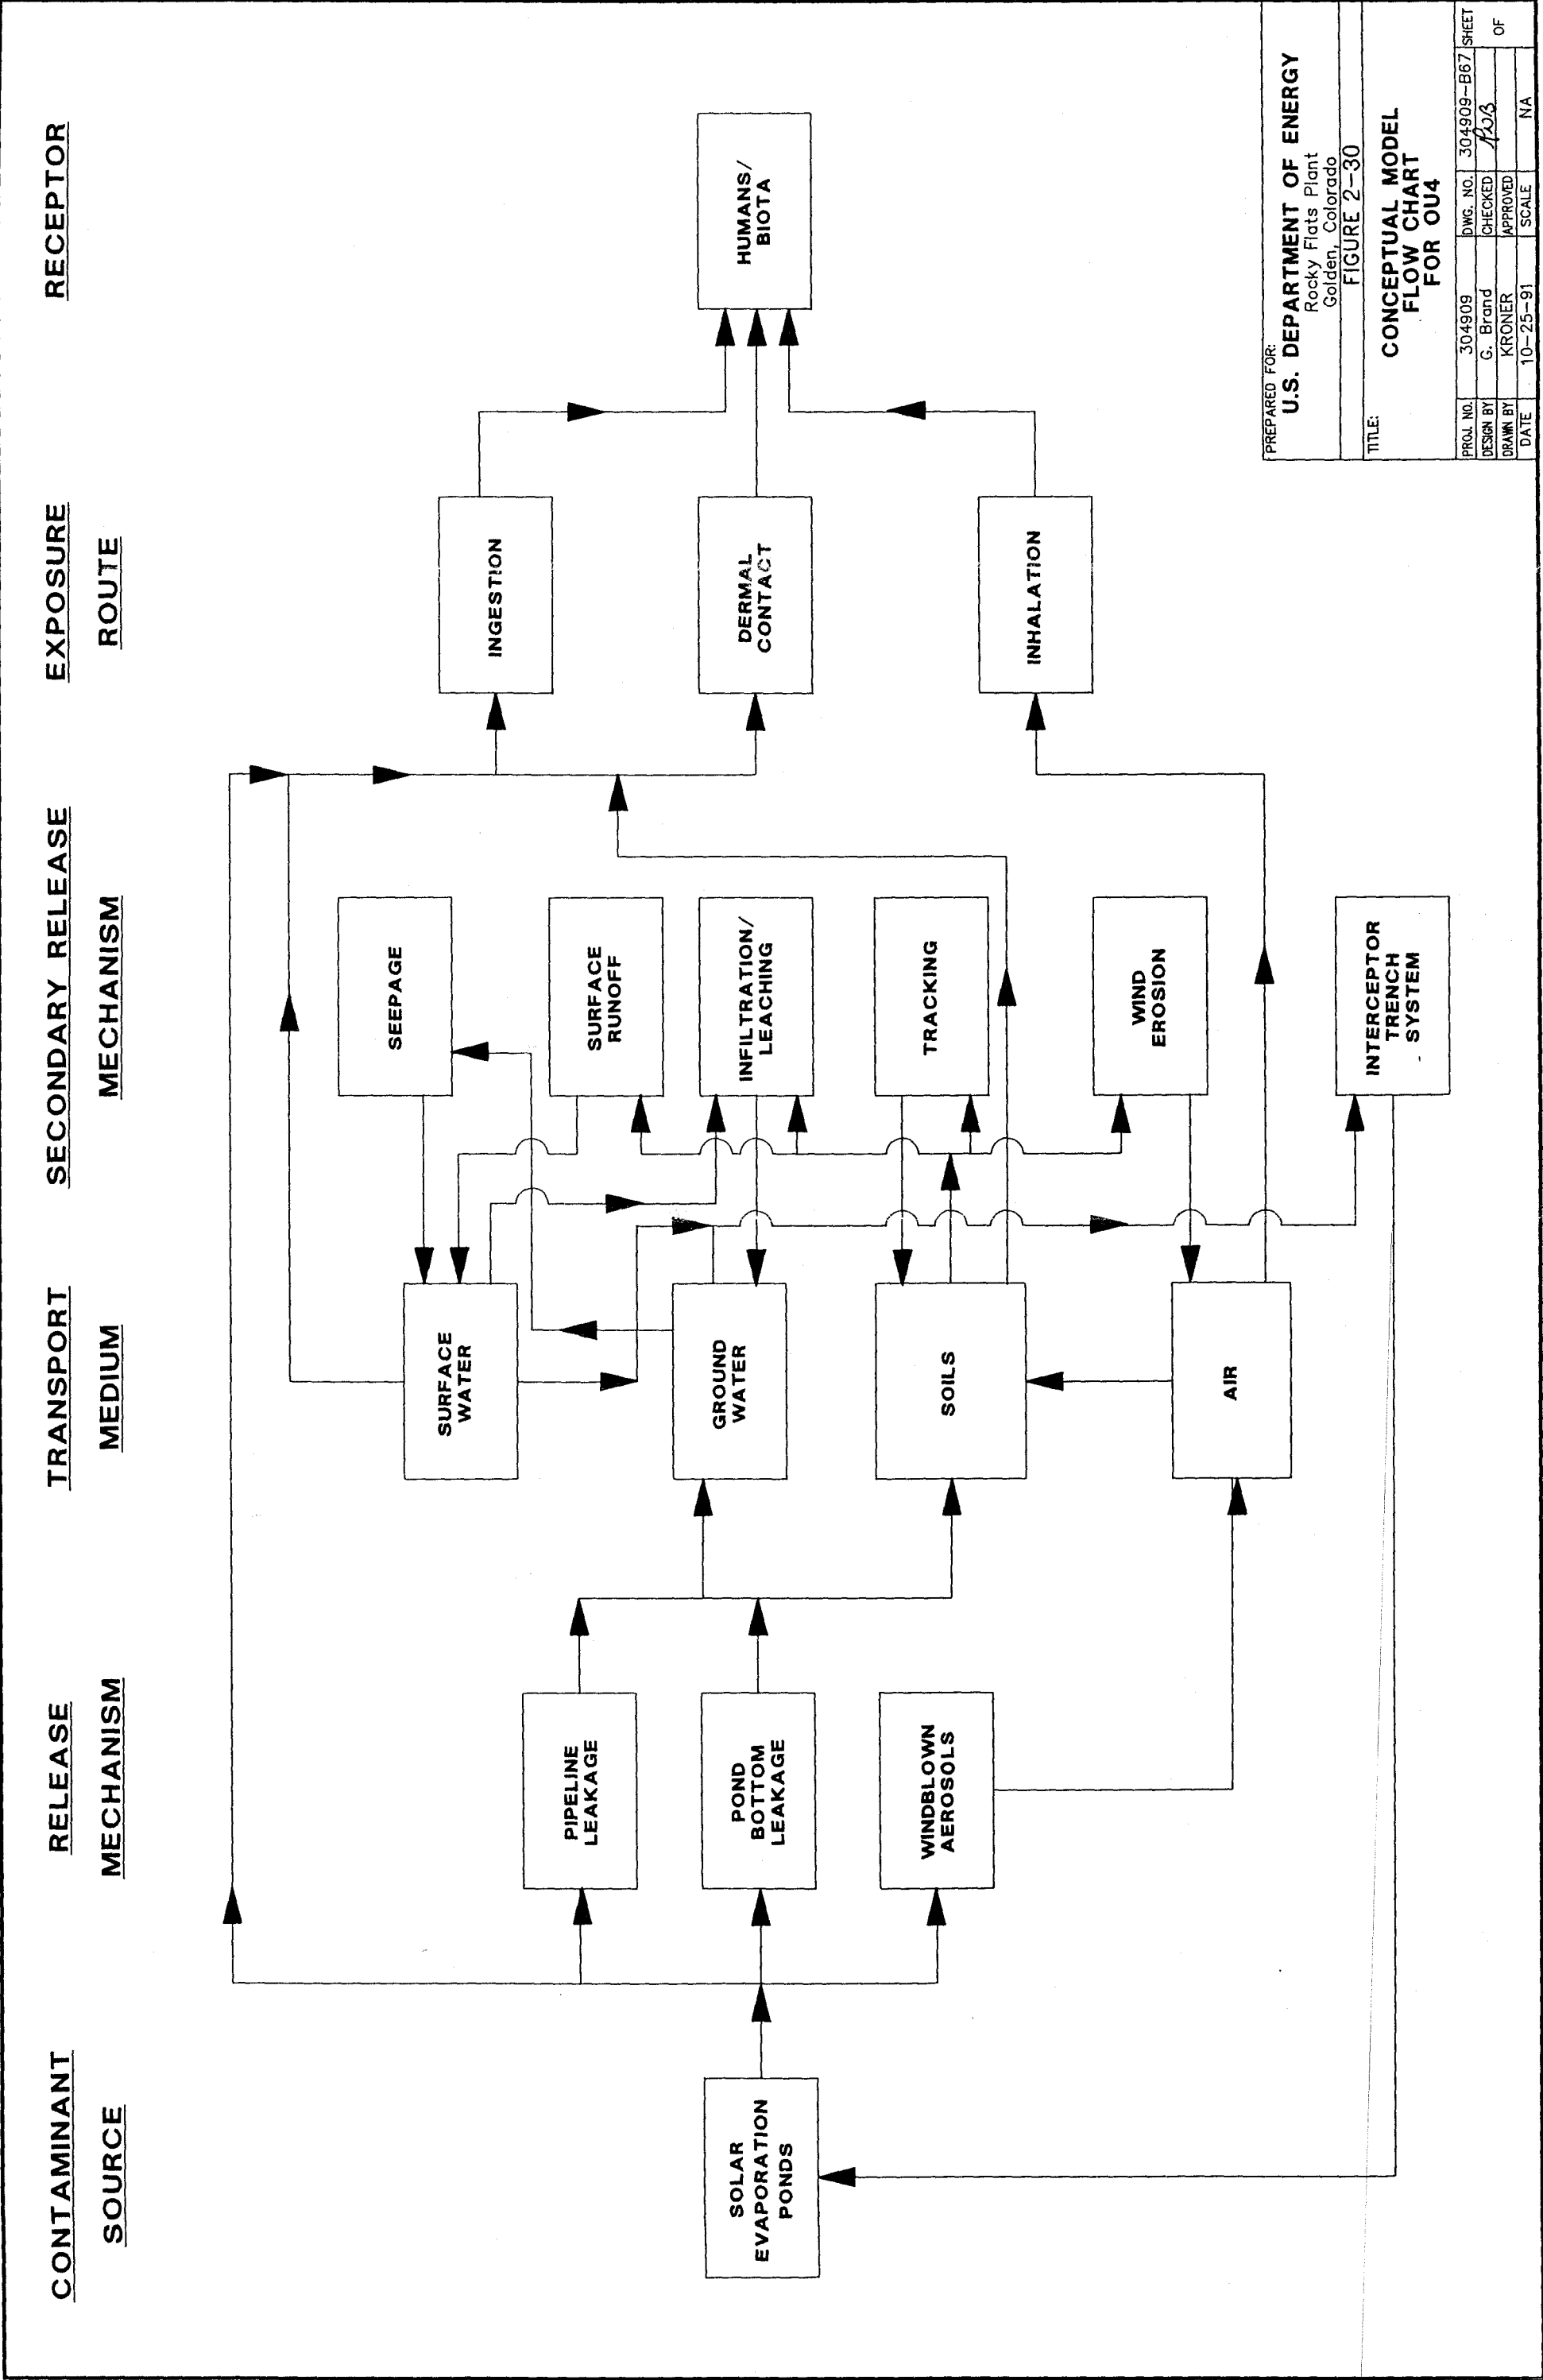 CONTAMINANT
SOURCE
RELEASE
MECHANISM
TRANSPORT
MEDIUM
SECONDARY RELEASE
MECHANISM
EXPOSURE
ROUTE
RECEPTOR
SOLAR
EVAPORATION
PONDS
PIPELINE
LEAKAGE
POND
BOTTOM
LEAKAGE
WINDBLOWN
AEROSOLS
SURFACE
WATER
GROUND
WATER
SOILS
AIR
SEEPAGE
SURFACE
RUNOFF
INFILTRATION/
LEACHING
TRACKING
WIND
EROSION
INTERCEPTOR
TRENCH
SYSTEM
INGESTION
DERMAL
CONTACT
INHALATION
HUMANS/
BIOTA
PREPARED FOR:
U.S. DEPARTMENT OF ENERGY
Rocky Flats Plant
Golden, Colorado
FIGURE 2-30
TITLE:
CONCEPTUAL MODEL
FLOW CHART
FOR OU4
PROJ. NO. 304909 DWG. NO. 304909-B67 SHEET
DESIGN BY G. Brand CHECKED OF
DRAWN BY KRONER APPROVED
DATE 10-25-91 SCALE NA